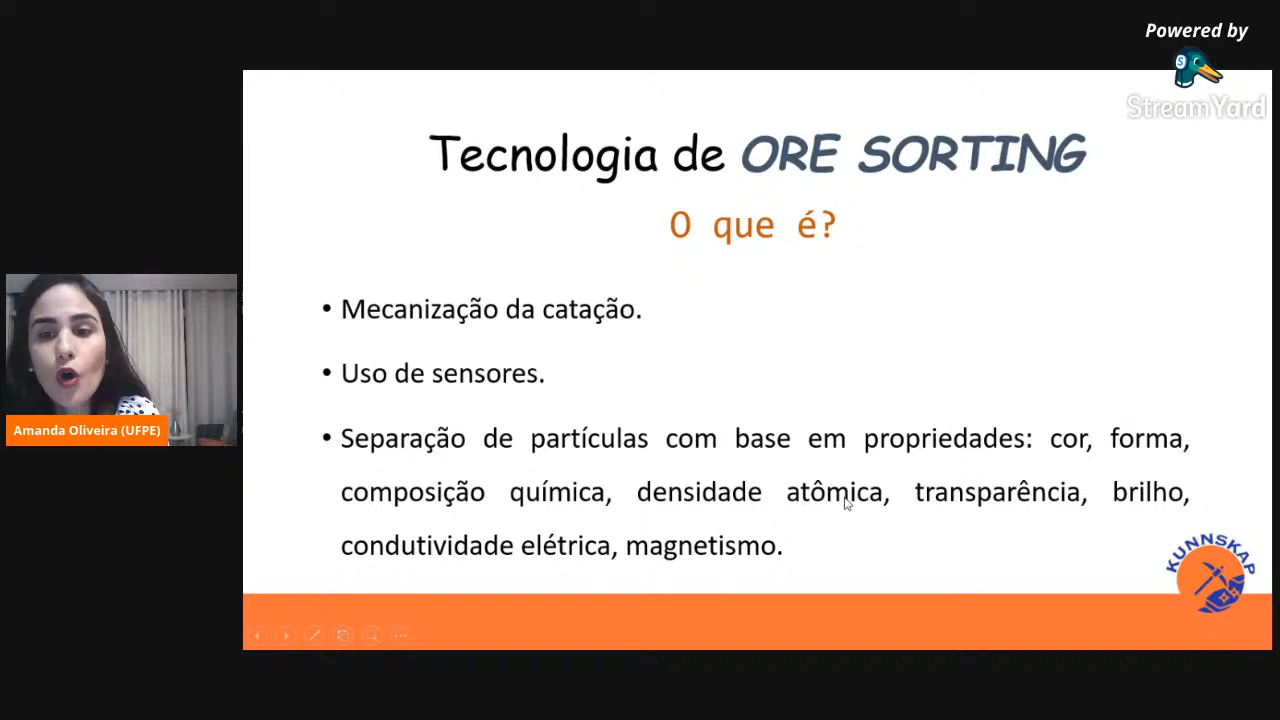 Powered by
StreamYard
Tecnologia de ORE SORTING
O que é?
• Mecanização da catação.
• Uso de sensores.
• Separação de partículas com base em propriedades: cor, forma,
composição química, densidade atômica, transparência, brilho,
condutividade elétrica, magnetismo.
Amanda Oliveira (UFPE)
KUNNSKAP